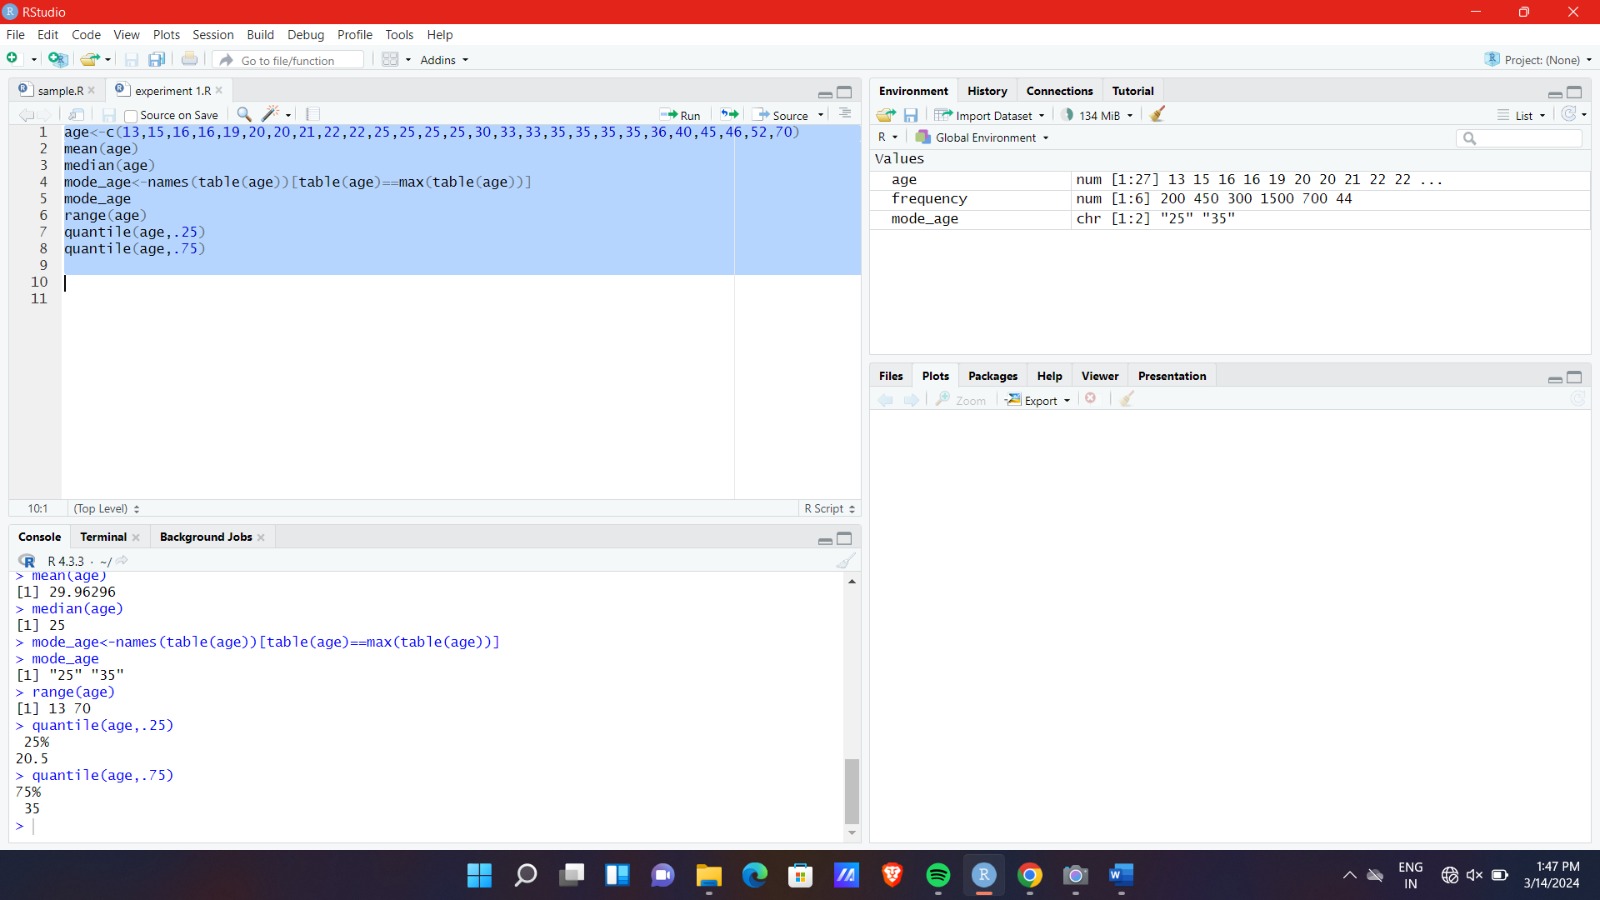 RStudio
File Edit Code View Plots Session Build Debug Profile Tools Help
Go to file/function Addins Project: (None)
sample.R experiment 1.R
Source on Save Run Source
1 age<-c(13,15,16,16,19,20,20,21,22,22,25,25,25,25,30,33,33,35,35,35,35,36,40,45,46,52,70)
2 mean(age)
3 median(age)
4 mode_age<-names(table(age))[table(age)==max(table(age))]
5 mode_age
6 range(age)
7 quantile(age,.25)
8 quantile(age,.75)
9
10
11
10:1 (Top Level) R Script
Console Terminal Background Jobs
R 4.3.3 · ~/
> mean(age)
[1] 29.96296
> median(age)
[1] 25
> mode_age<-names(table(age))[table(age)==max(table(age))]
> mode_age
[1] "25" "35"
> range(age)
[1] 13 70
> quantile(age,.25)
25%
20.5
> quantile(age,.75)
75%
35
>
Environment History Connections Tutorial
Import Dataset 134 MiB List
R Global Environment
Values
age num [1:27] 13 15 16 16 19 20 20 21 22 22 ...
frequency num [1:6] 200 450 300 1500 700 44
mode_age chr [1:2] "25" "35"
Files Plots Packages Help Viewer Presentation
Zoom Export
ENG
IN
1:47 PM
3/14/2024